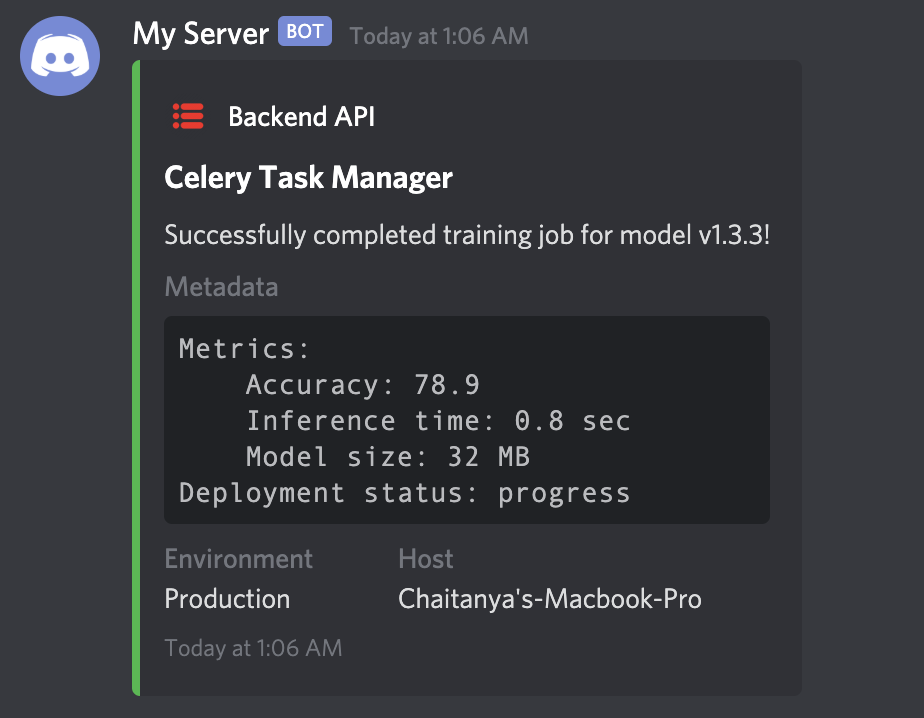 My Server BOT Today at 1:06 AM
Backend API
Celery Task Manager
Successfully completed training job for model v1.3.3!
Metadata
Metrics:
    Accuracy: 78.9
    Inference time: 0.8 sec
    Model size: 32 MB
Deployment status: progress
Environment Host
Production Chaitanya's-Macbook-Pro
Today at 1:06 AM